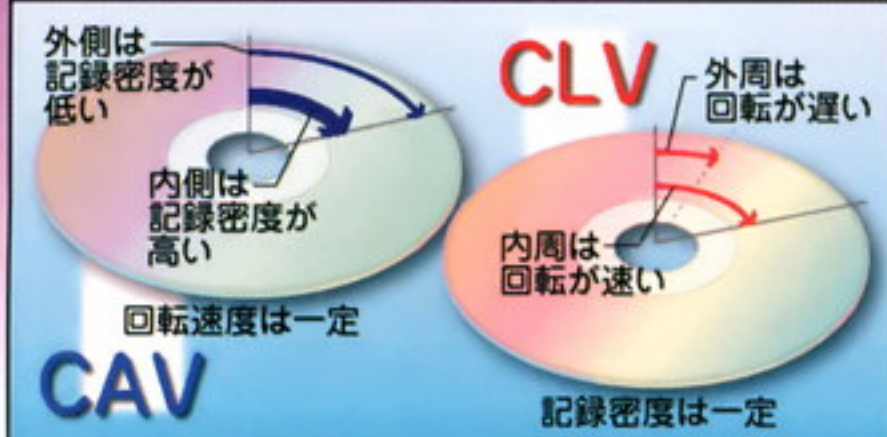 外側は
記録密度が
低い
内側は
記録密度が
高い
回転速度は一定
CAV
CLV
外周は
回転が遅い
内周は
回転が速い
記録密度は一定